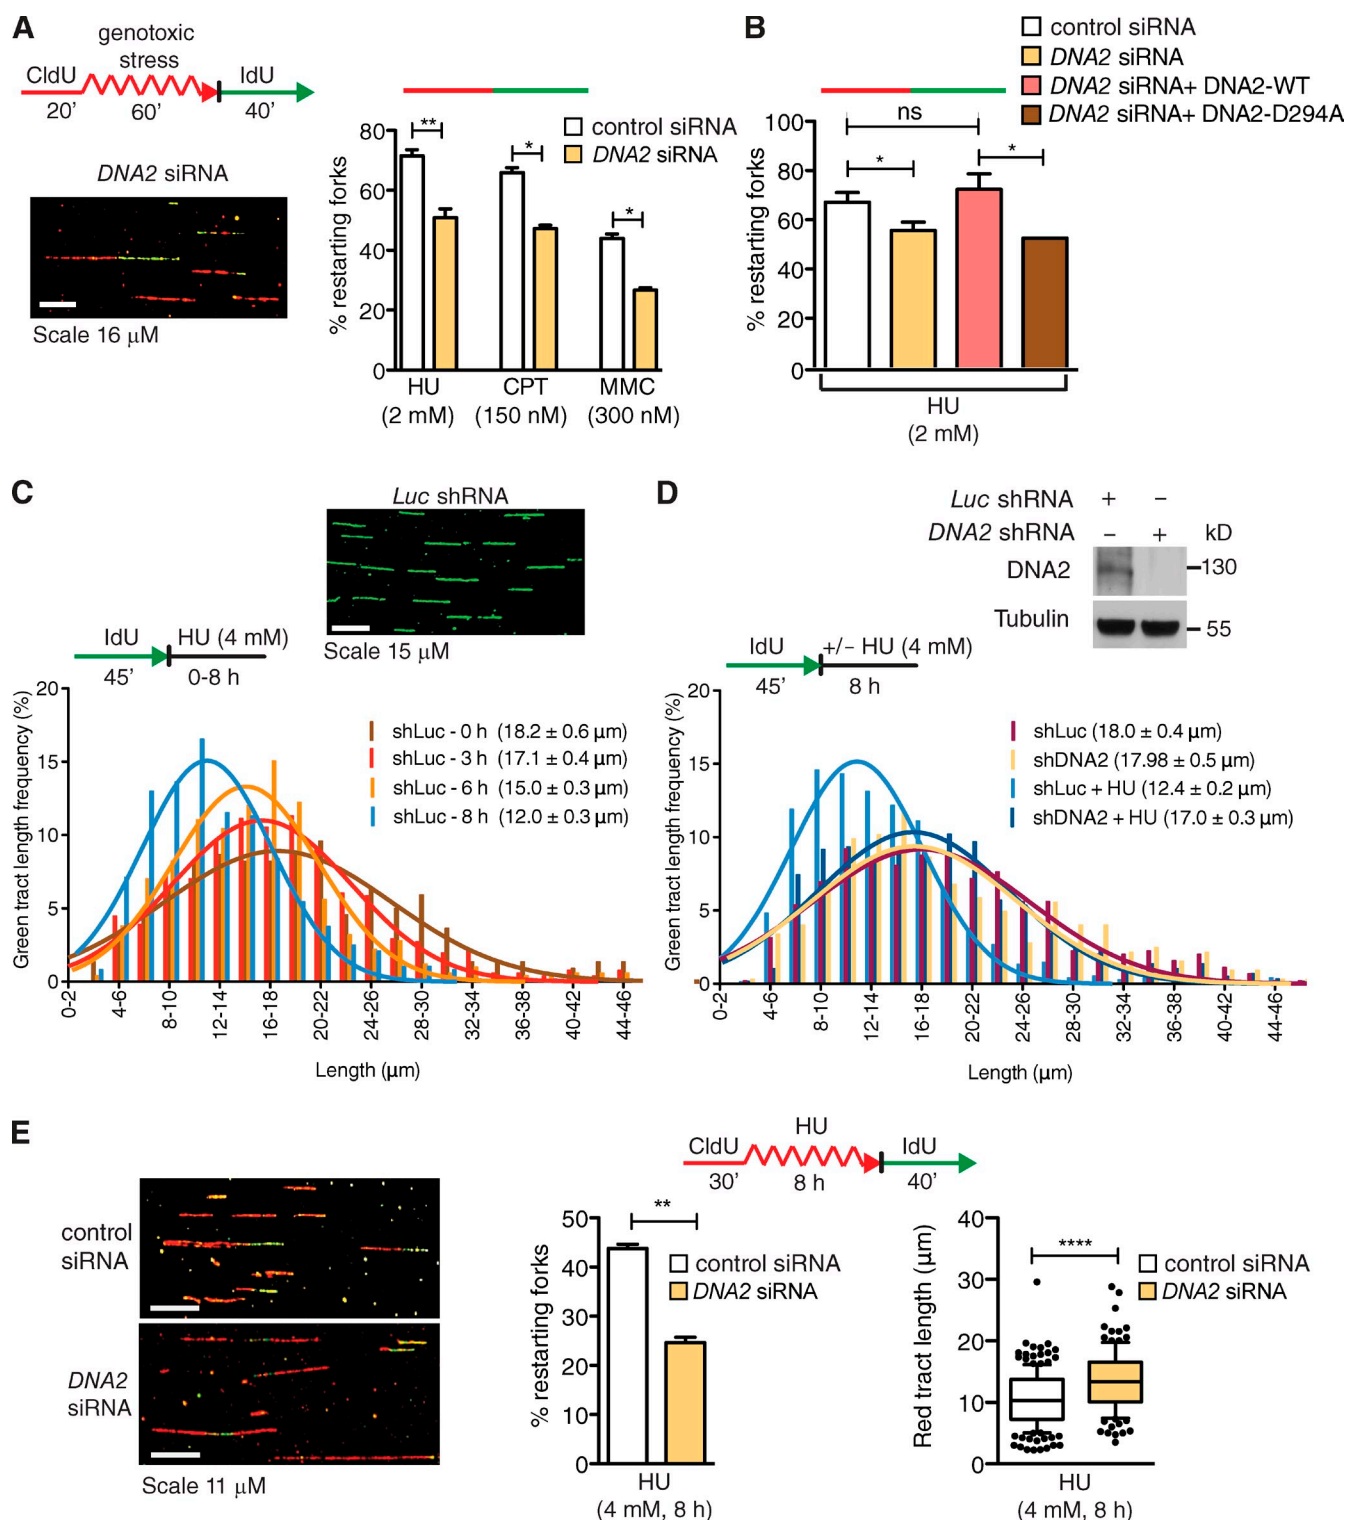 A
genotoxic
stress
CldU
IdU
20'
60'
40'
DNA2 siRNA
Scale 16 μM
control siRNA
DNA2 siRNA
**
*
*
% restarting forks
80
60
40
20
0
HU
(2 mM)
CPT
(150 nM)
MMC
(300 nM)
B
control siRNA
DNA2 siRNA
DNA2 siRNA+ DNA2-WT
DNA2 siRNA+ DNA2-D294A
ns
*
*
% restarting forks
100
80
60
40
20
0
HU
(2 mM)
C
Luc shRNA
Scale 15 μM
IdU
HU (4 mM)
45'
0-8 h
Green tract length frequency (%)
20
15
10
5
0
shLuc - 0 h (18.2 ± 0.6 μm)
shLuc - 3 h (17.1 ± 0.4 μm)
shLuc - 6 h (15.0 ± 0.3 μm)
shLuc - 8 h (12.0 ± 0.3 μm)
0-2
4-6
8-10
12-14
16-18
20-22
24-26
28-30
32-34
36-38
40-42
44-46
Length (μm)
D
Luc shRNA + −
DNA2 shRNA − + kD
DNA2
130
Tubulin
55
IdU
+/− HU (4 mM)
45'
8 h
Green tract length frequency (%)
20
15
10
5
0
shLuc (18.0 ± 0.4 μm)
shDNA2 (17.98 ± 0.5 μm)
shLuc + HU (12.4 ± 0.2 μm)
shDNA2 + HU (17.0 ± 0.3 μm)
0-2
4-6
8-10
12-14
16-18
20-22
24-26
28-30
32-34
36-38
40-42
44-46
Length (μm)
E
control
siRNA
DNA2
siRNA
Scale 11 μM
HU
CldU
IdU
30'
8 h
40'
**
control siRNA
DNA2 siRNA
% restarting forks
50
40
30
20
10
0
HU
(4 mM, 8 h)
****
control siRNA
DNA2 siRNA
Red tract length (μm)
40
30
20
10
0
HU
(4 mM, 8 h)